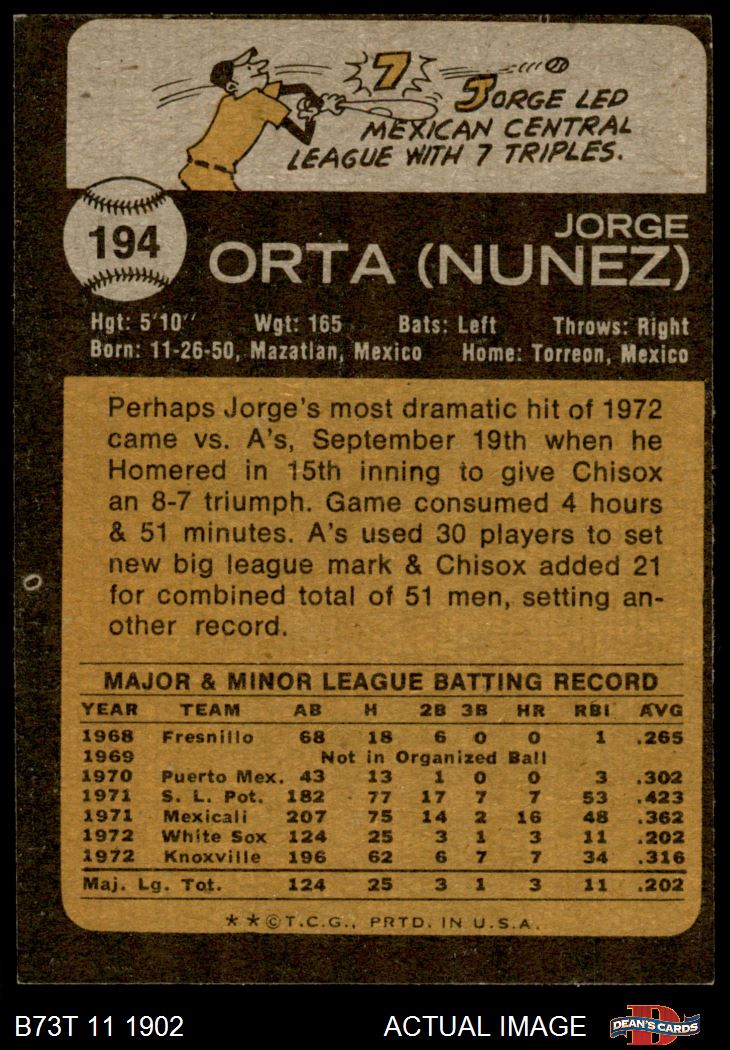 7
JORGE LED
MEXICAN CENTRAL
LEAGUE WITH 7 TRIPLES.
194
JORGE
ORTA (NUNEZ)
Hgt: 5'10" Wgt: 165 Bats: Left Throws: Right
Born: 11-26-50, Mazatlan, Mexico Home: Torreon, Mexico
Perhaps Jorge's most dramatic hit of 1972
came vs. A's, September 19th when he
Homered in 15th inning to give Chisox
an 8-7 triumph. Game consumed 4 hours
& 51 minutes. A's used 30 players to set
new big league mark & Chisox added 21
for combined total of 51 men, setting an-
other record.
MAJOR & MINOR LEAGUE BATTING RECORD
YEAR TEAM AB H 2B 3B HR RBI AVG
1968 Fresnillo 68 18 6 0 0 1 .265
1969 Not in Organized Ball
1970 Puerto Mex. 43 13 1 0 0 3 .302
1971 S. L. Pot. 182 77 17 7 7 53 .423
1971 Mexicali 207 75 14 2 16 48 .362
1972 White Sox 124 25 3 1 3 11 .202
1972 Knoxville 196 62 6 7 7 34 .316
Maj. Lg. Tot. 124 25 3 1 3 11 .202
* * © T.C.G., PRTD. IN U.S.A.
B73T 11 1902 ACTUAL IMAGE
D
DEAN'S CARDS